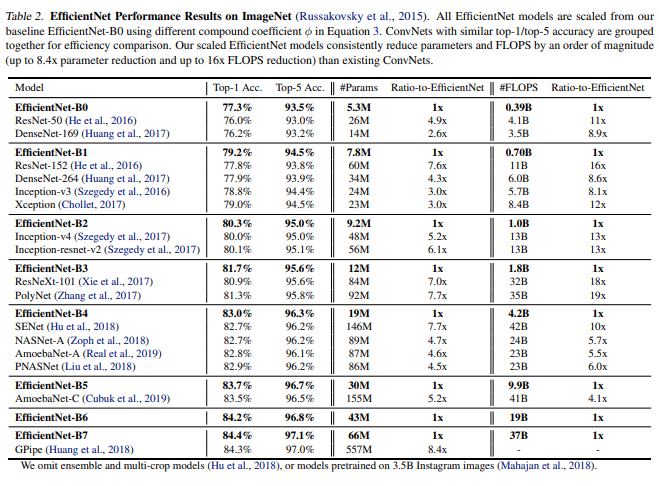 Table 2. EfficientNet Performance Results on ImageNet (Russakovsky et al., 2015). All EfficientNet models are scaled from our
baseline EfficientNet-B0 using different compound coefficient ϕ in Equation 3. ConvNets with similar top-1/top-5 accuracy are grouped
together for efficiency comparison. Our scaled EfficientNet models consistently reduce parameters and FLOPS by an order of magnitude
(up to 8.4x parameter reduction and up to 16x FLOPS reduction) than existing ConvNets.
Model Top-1 Acc. Top-5 Acc. #Params Ratio-to-EfficientNet #FLOPS Ratio-to-EfficientNet
EfficientNet-B0 77.3% 93.5% 5.3M 1x 0.39B 1x
ResNet-50 (He et al., 2016) 76.0% 93.0% 26M 4.9x 4.1B 11x
DenseNet-169 (Huang et al., 2017) 76.2% 93.2% 14M 2.6x 3.5B 8.9x
EfficientNet-B1 79.2% 94.5% 7.8M 1x 0.70B 1x
ResNet-152 (He et al., 2016) 77.8% 93.8% 60M 7.6x 11B 16x
DenseNet-264 (Huang et al., 2017) 77.9% 93.9% 34M 4.3x 6.0B 8.6x
Inception-v3 (Szegedy et al., 2016) 78.8% 94.4% 24M 3.0x 5.7B 8.1x
Xception (Chollet, 2017) 79.0% 94.5% 23M 3.0x 8.4B 12x
EfficientNet-B2 80.3% 95.0% 9.2M 1x 1.0B 1x
Inception-v4 (Szegedy et al., 2017) 80.0% 95.0% 48M 5.2x 13B 13x
Inception-resnet-v2 (Szegedy et al., 2017) 80.1% 95.1% 56M 6.1x 13B 13x
EfficientNet-B3 81.7% 95.6% 12M 1x 1.8B 1x
ResNeXt-101 (Xie et al., 2017) 80.9% 95.6% 84M 7.0x 32B 18x
PolyNet (Zhang et al., 2017) 81.3% 95.8% 92M 7.7x 35B 19x
EfficientNet-B4 83.0% 96.3% 19M 1x 4.2B 1x
SENet (Hu et al., 2018) 82.7% 96.2% 146M 7.7x 42B 10x
NASNet-A (Zoph et al., 2018) 82.7% 96.2% 89M 4.7x 24B 5.7x
AmoebaNet-A (Real et al., 2019) 82.8% 96.1% 87M 4.6x 23B 5.5x
PNASNet (Liu et al., 2018) 82.9% 96.2% 86M 4.5x 23B 6.0x
EfficientNet-B5 83.7% 96.7% 30M 1x 9.9B 1x
AmoebaNet-C (Cubuk et al., 2019) 83.5% 96.5% 155M 5.2x 41B 4.1x
EfficientNet-B6 84.2% 96.8% 43M 1x 19B 1x
EfficientNet-B7 84.4% 97.1% 66M 1x 37B 1x
GPipe (Huang et al., 2018) 84.3% 97.0% 557M 8.4x - -
We omit ensemble and multi-crop models (Hu et al., 2018), or models pretrained on 3.5B Instagram images (Mahajan et al., 2018).